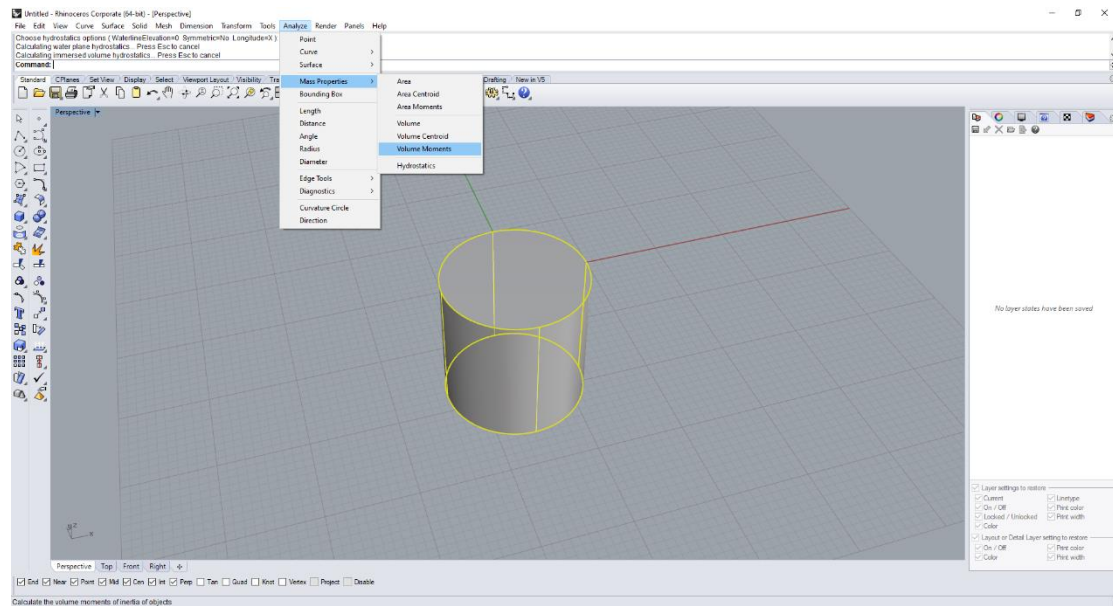 Untitled - Rhinoceros Corporate (64-bit) - [Perspective]
File Edit View Curve Surface Solid Mesh Dimension Transform Tools Analyze Render Panels Help
Choose hydrostatics options ( WaterlineElevation=0 Symmetric=No Longitude=X )
Calculating water plane hydrostatics... Press Esc to cancel
Calculating immersed volume hydrostatics... Press Esc to cancel
Command:
Standard CPlanes Set View Display Select Viewport Layout Visibility Drafting New in V5
Point
Curve
Surface
Mass Properties
Bounding Box
Length
Distance
Angle
Radius
Diameter
Edge Tools
Diagnostics
Curvature Circle
Direction
Area
Area Centroid
Area Moments
Volume
Volume Centroid
Volume Moments
Hydrostatics
Perspective
No layer states have been saved
z
x
Layer settings to restore
Current Linetype
On / Off Print color
Locked / Unlocked Print width
Color
Layout or Detail Layer setting to restore
On / Off Print color
Color Print width
Perspective Top Front Right
End Near Point Mid Cen Int Perp Tan Quad Knot Vertex Project Disable
Calculate the volume moments of inertia of objects